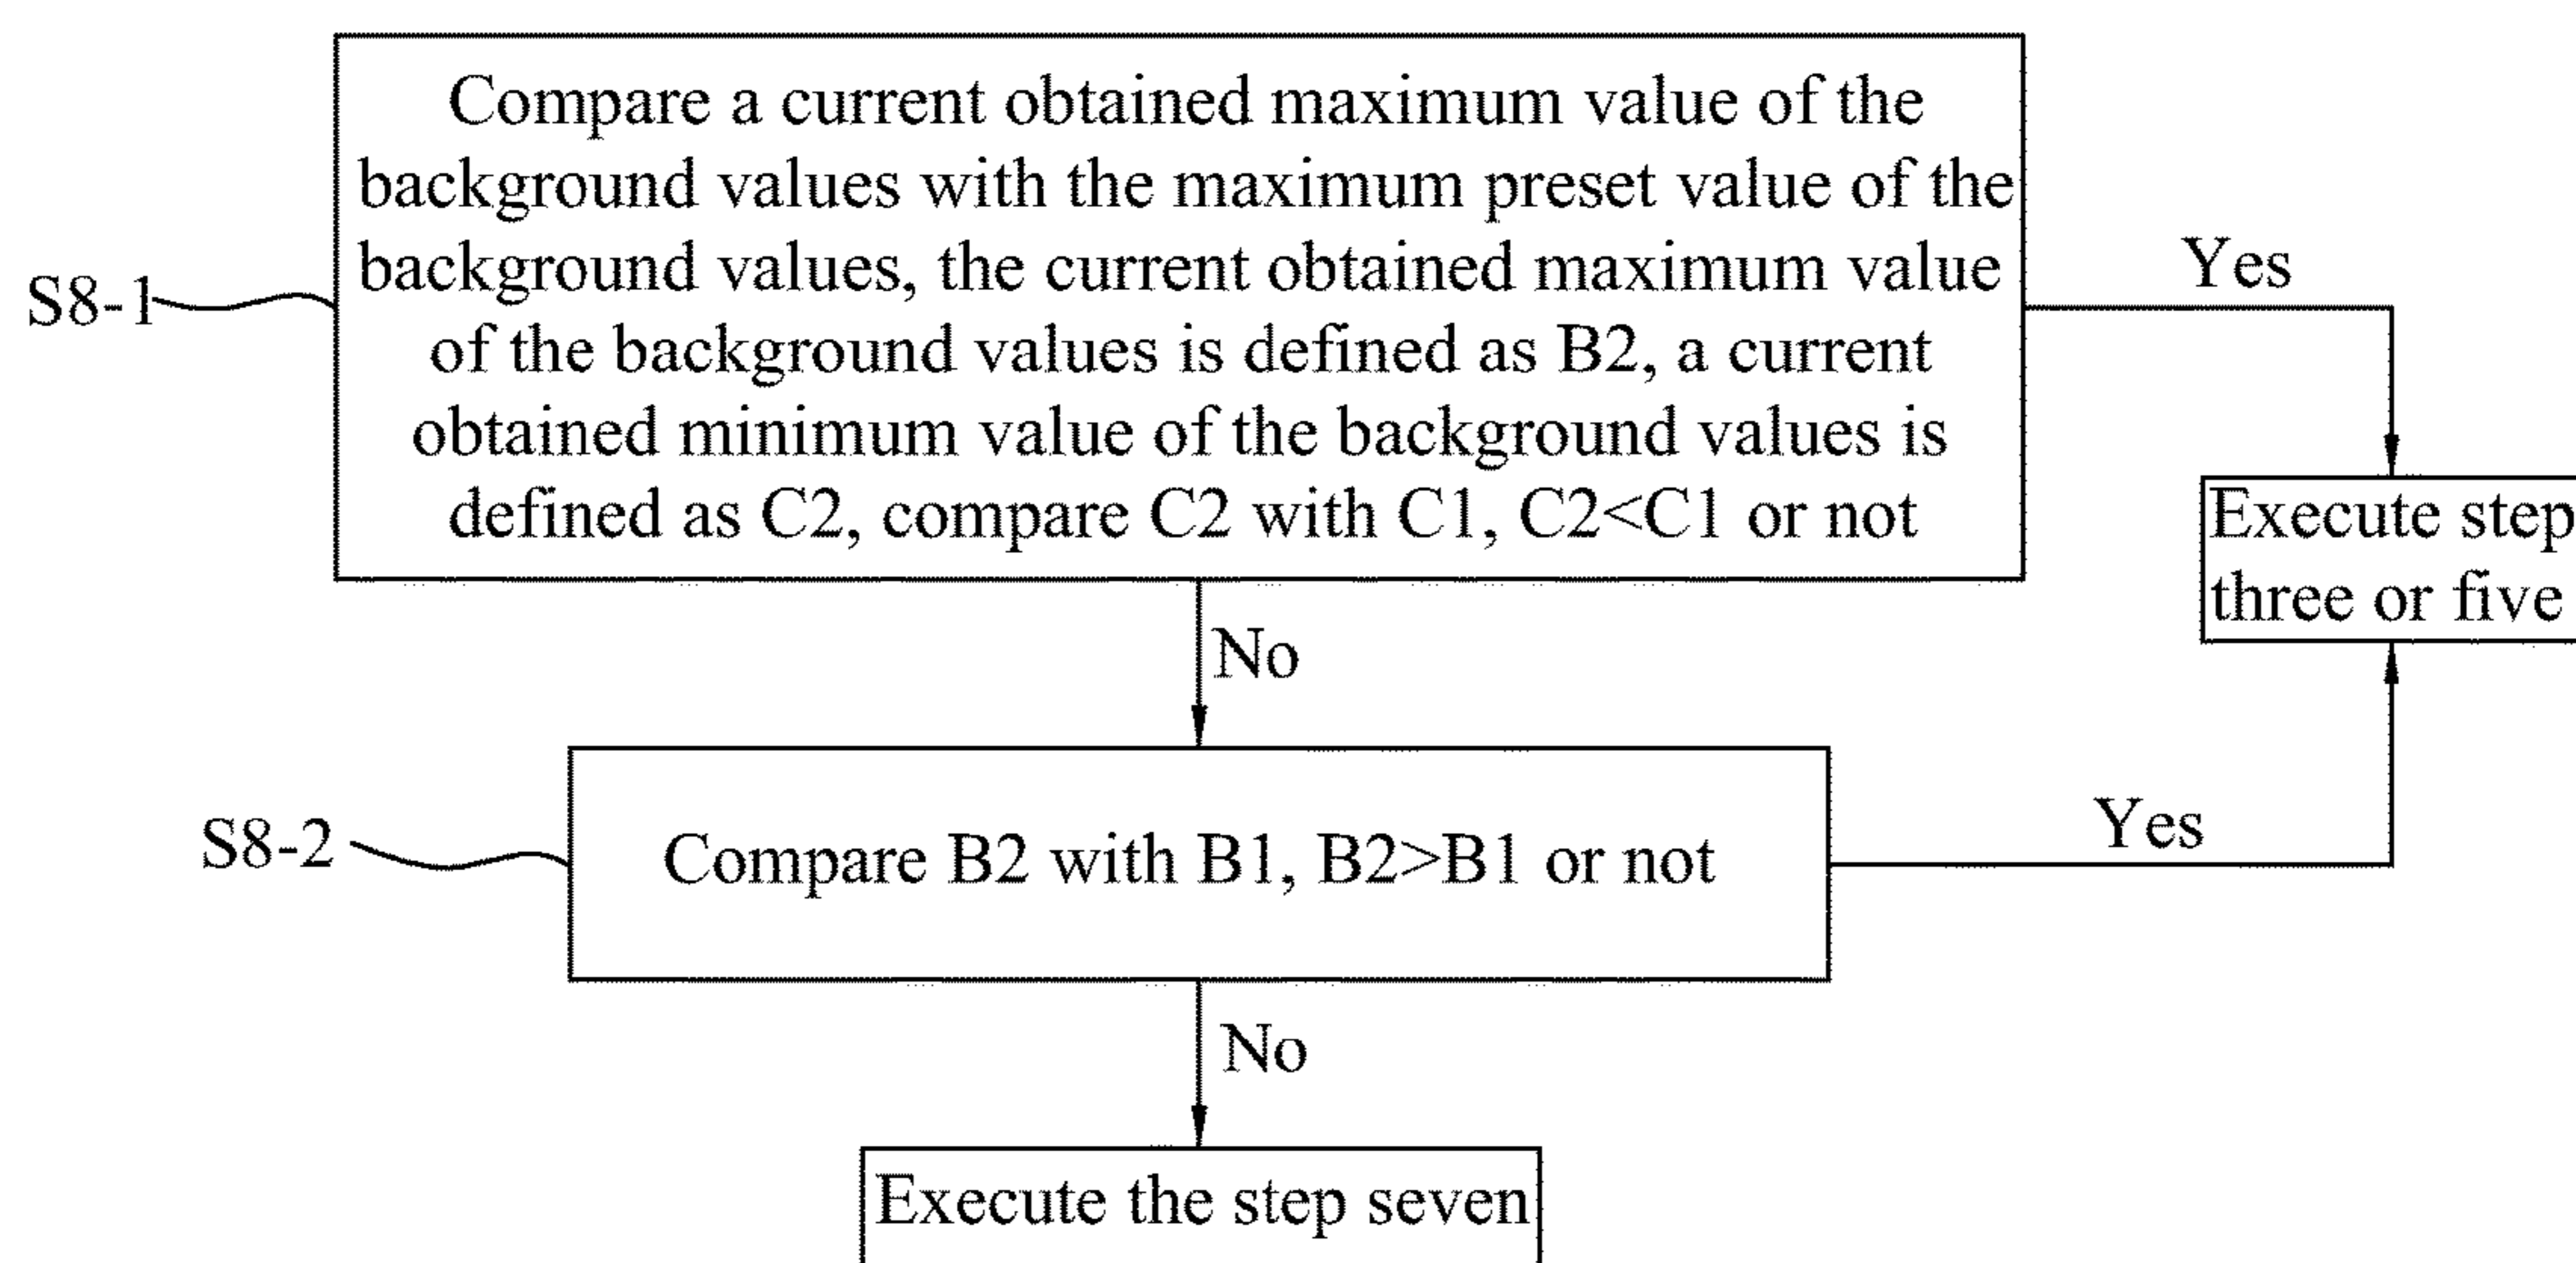 Compare a current obtained maximum value of the
background values with the maximum preset value of the
background values, the current obtained maximum value
of the background values is defined as B2, a current
obtained minimum value of the background values is
defined as C2, compare C2 with C1, C2<C1 or not
S8-1
Yes
Execute step
three or five
No
S8-2
Compare B2 with B1, B2>B1 or not
Yes
No
Execute the step seven